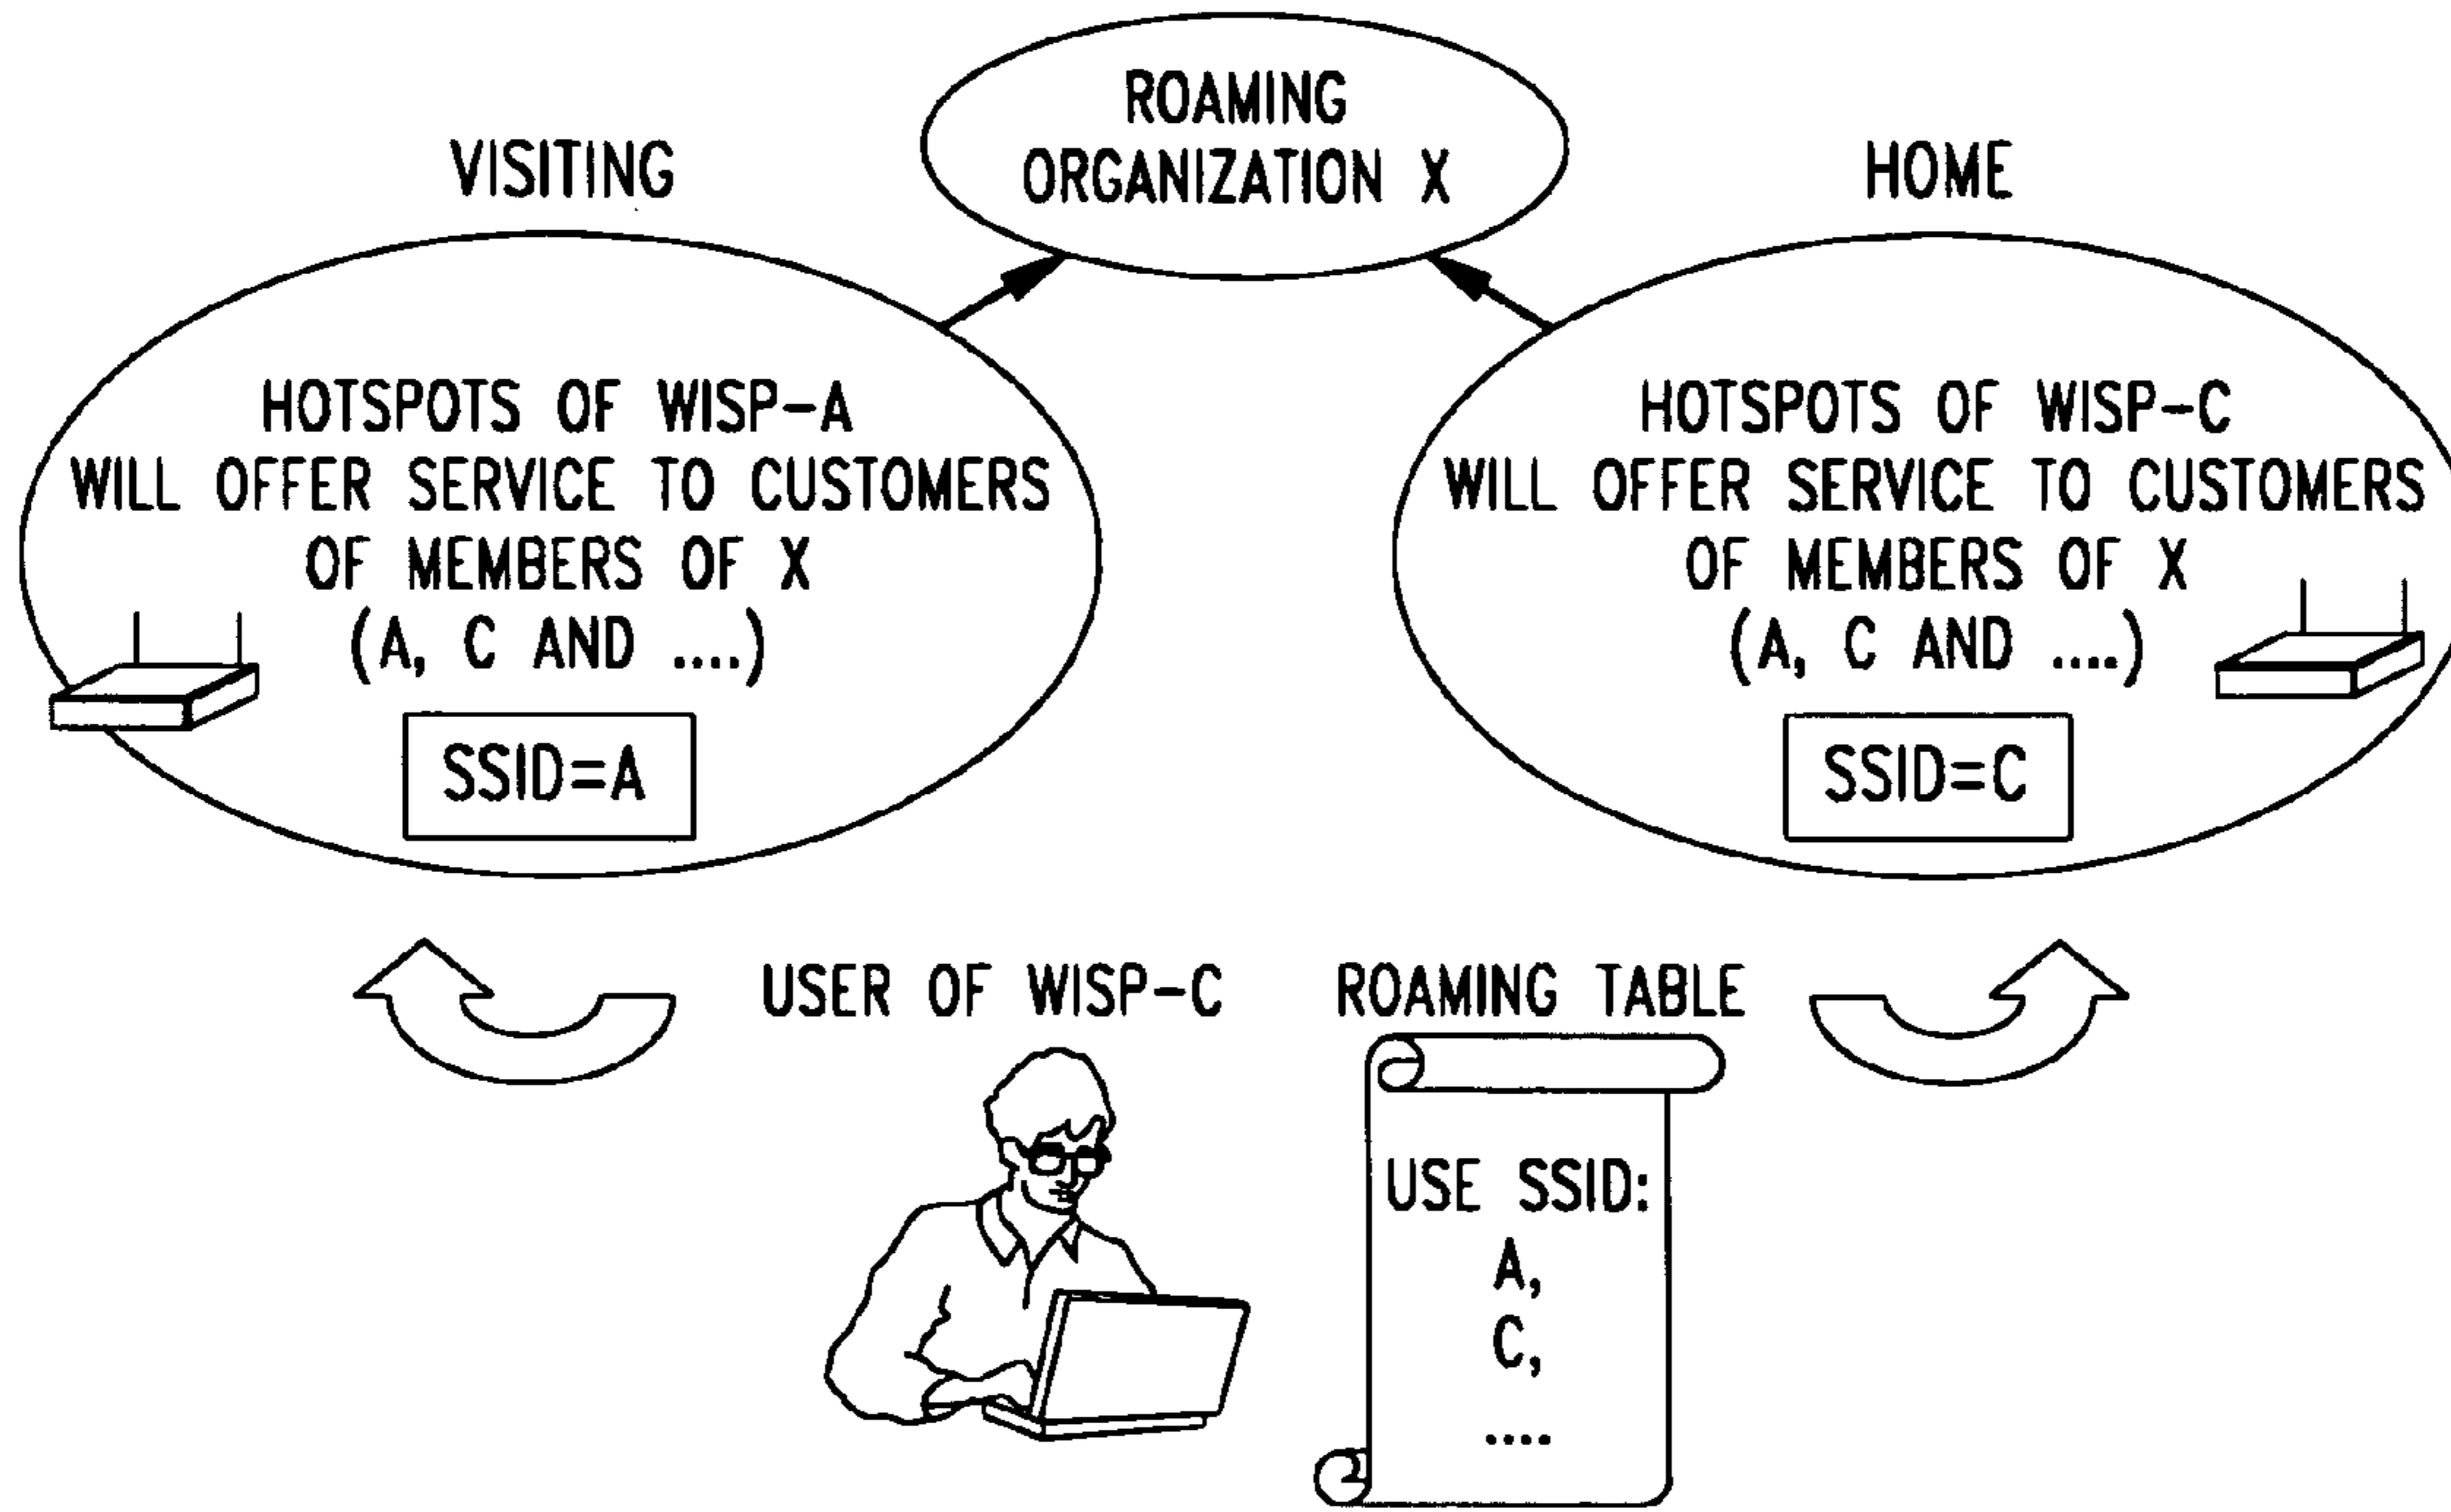 ROAMING
ORGANIZATION X
VISITING
HOME
HOTSPOTS OF WISP-A
WILL OFFER SERVICE TO CUSTOMERS
OF MEMBERS OF X
(A, C AND ....)
SSID=A
HOTSPOTS OF WISP-C
WILL OFFER SERVICE TO CUSTOMERS
OF MEMBERS OF X
(A, C AND ....)
SSID=C
USER OF WISP-C
ROAMING TABLE
USE SSID:
A,
C,
....